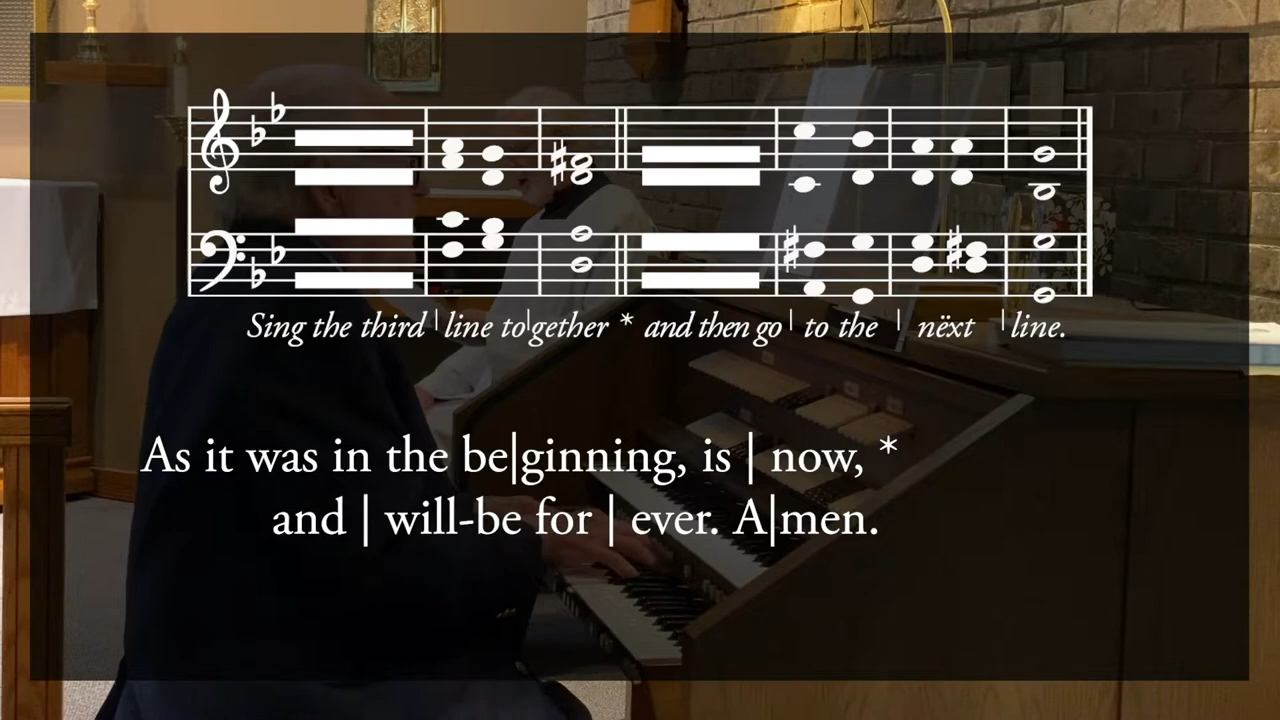 Sing the third | line to|gether * and then go | to the | nëxt | line.
As it was in the be|ginning, is | now, *
and | will-be for | ever. A|men.